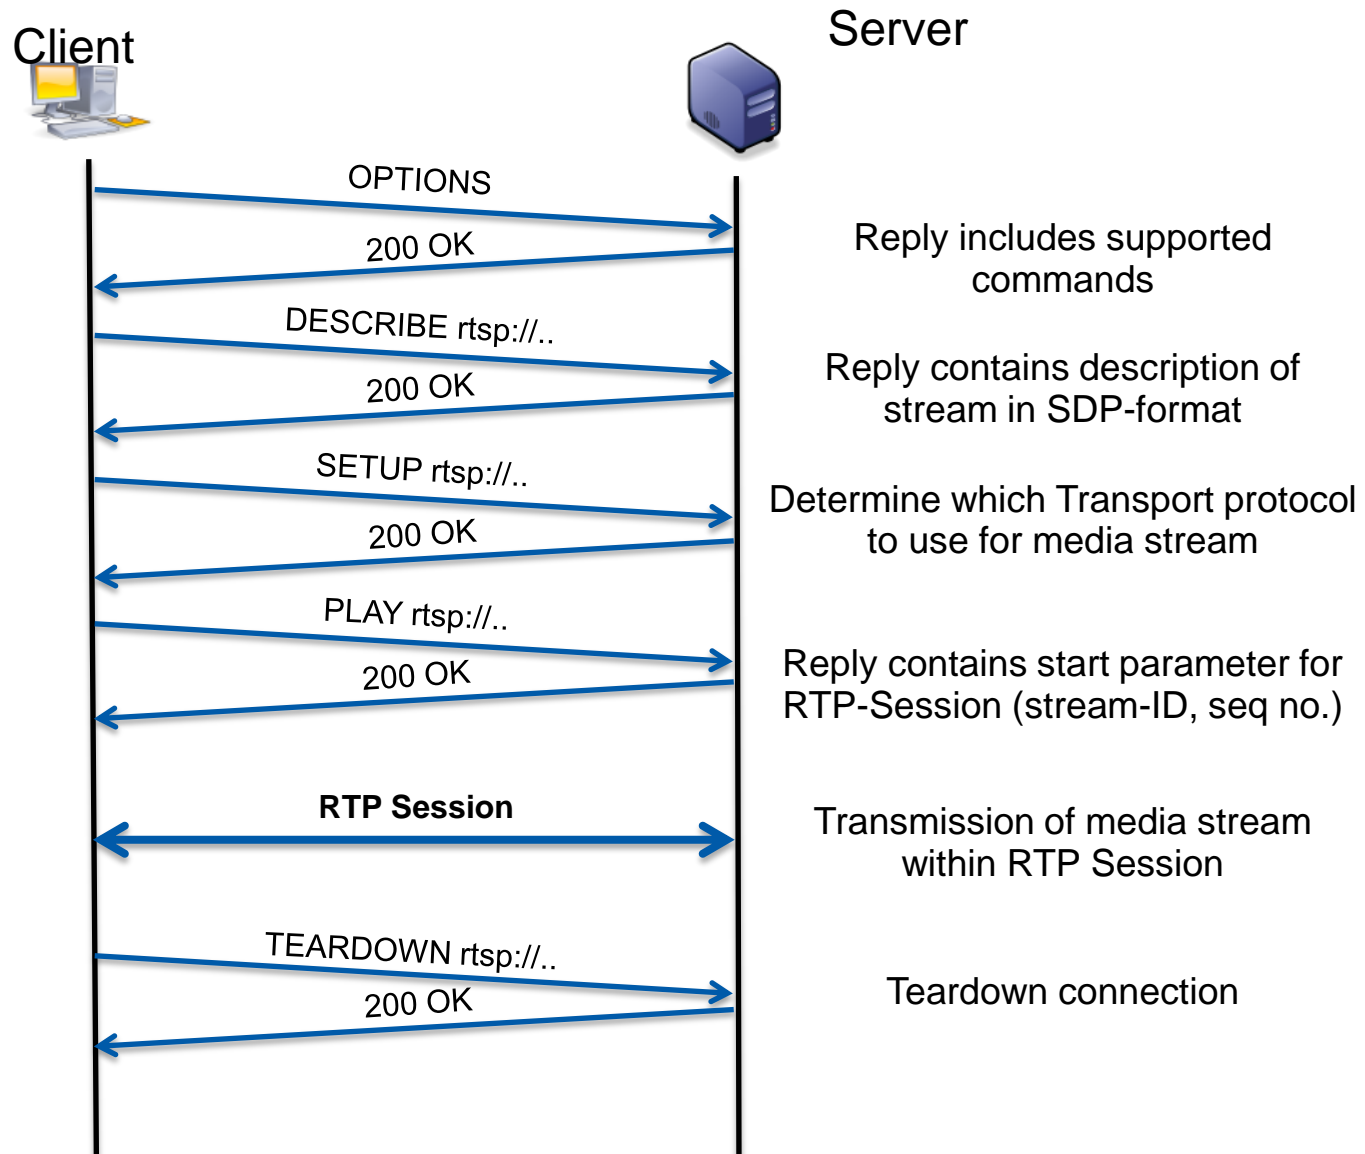 Client
Server
OPTIONS
200 OK
Reply includes supported
commands
DESCRIBE rtsp://..
200 OK
Reply contains description of
stream in SDP-format
SETUP rtsp://..
200 OK
Determine which Transport protocol
to use for media stream
PLAY rtsp://..
200 OK
Reply contains start parameter for
RTP-Session (stream-ID, seq no.)
RTP Session
Transmission of media stream
within RTP Session
TEARDOWN rtsp://..
200 OK
Teardown connection